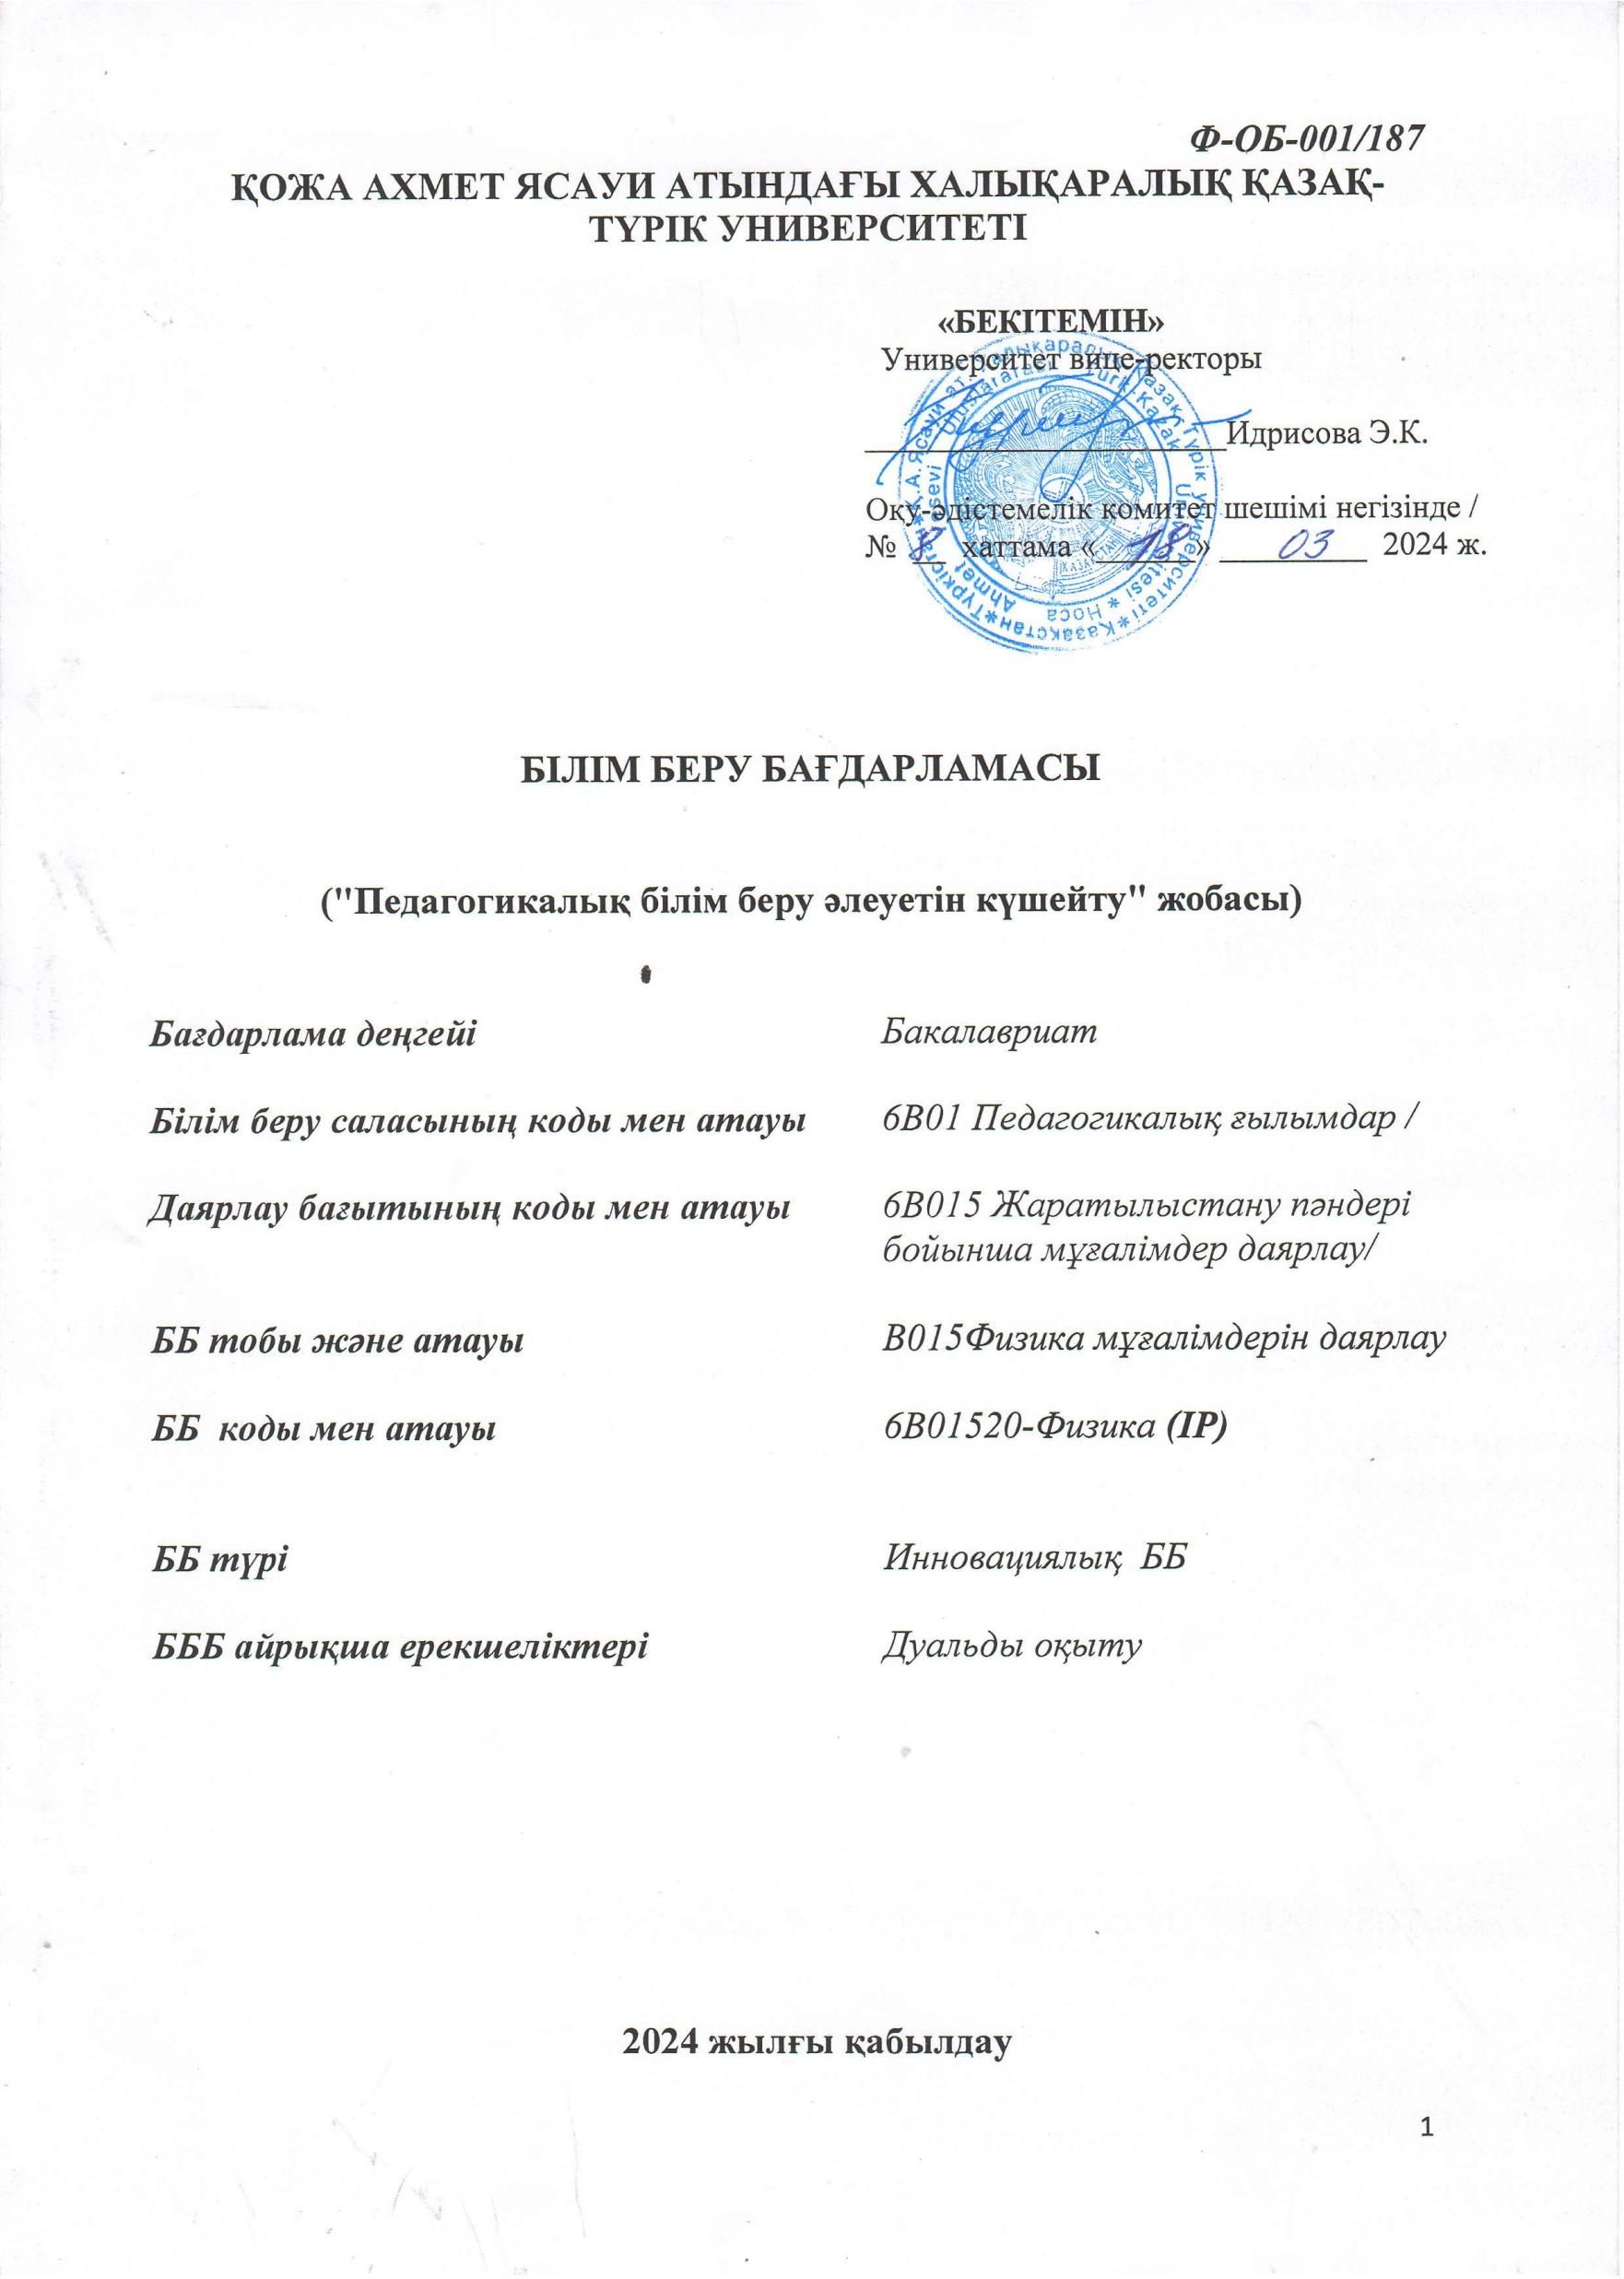 Ф-ОБ-001/187
ҚОЖА АХМЕТ ЯСАУИ АТЫНДАҒЫ ХАЛЫҚАРАЛЫҚ ҚАЗАҚ-
ТҮРІК УНИВЕРСИТЕТІ
«БЕКІТЕМІН»
Университет вице-ректоры
Идрисова Э.К.
Оқу-әдістемелік комитет шешімі негізінде /
№ 8 хаттама « 18 » 03 2024 ж.
БІЛІМ БЕРУ БАҒДАРЛАМАСЫ
("Педагогикалық білім беру әлеуетін күшейту" жобасы)
Бағдарлама деңгейі Бакалавриат
Білім беру саласының коды мен атауы 6В01 Педагогикалық ғылымдар /
Даярлау бағытының коды мен атауы 6В015 Жаратылыстану пәндері
бойынша мұғалімдер даярлау/
ББ тобы және атауы В015Физика мұғалімдерін даярлау
ББ коды мен атауы 6В01520-Физика (IP)
ББ түрі Инновациялық ББ
БББ айрықша ерекшеліктері Дуальды оқыту
2024 жылғы қабылдау
1